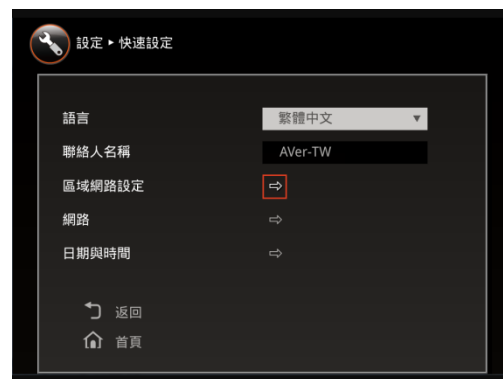 設定 ▸ 快速設定
語言 繁體中文 ▼
聯絡人名稱 AVer-TW
區域網路設定 ⇨
網路 ⇨
日期與時間 ⇨
返回
首頁